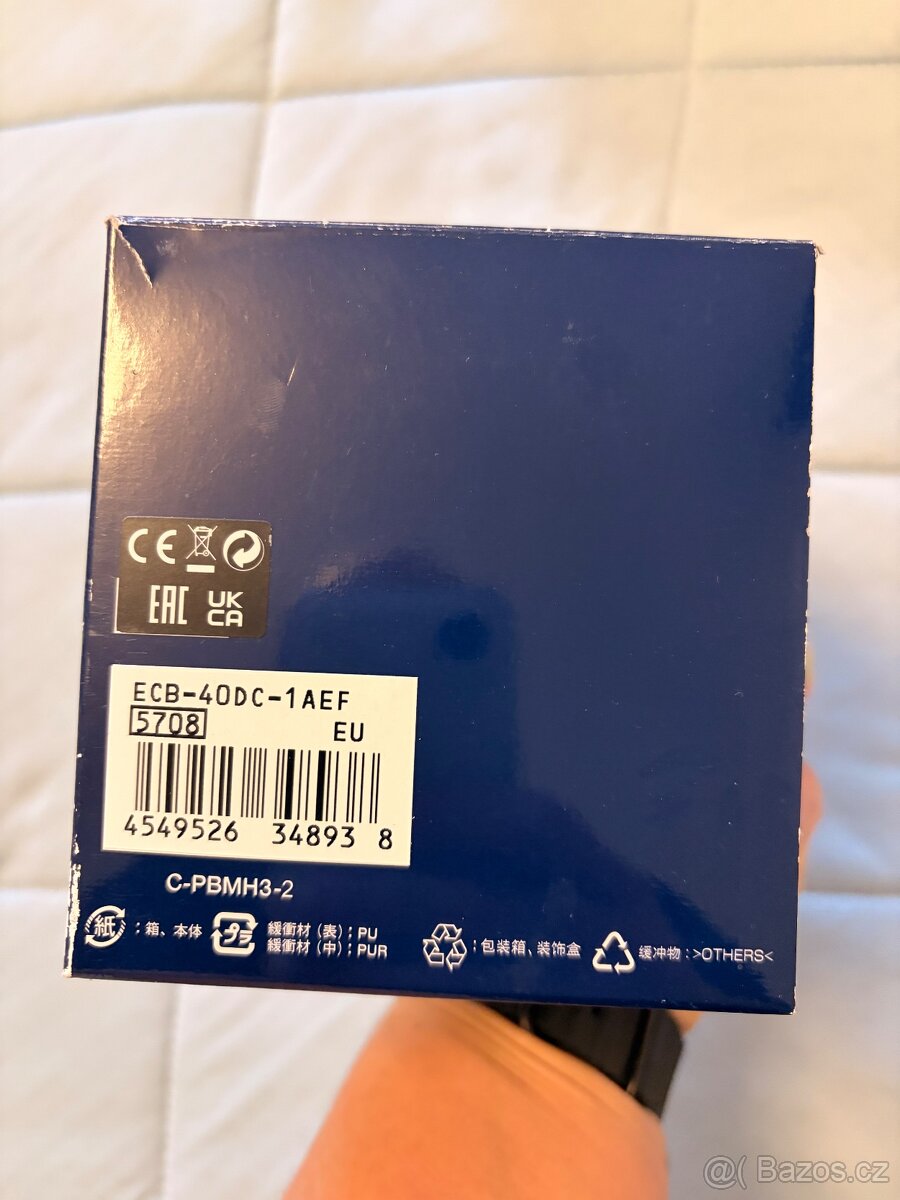 CE
EAC UK
CA
ECB-40DC-1AEF
5708 EU
4549526 34893 8
C-PBMH3-2
紙 : 箱、本体
プラ 緩衝材 (表) : PU
緩衝材 (中) : PUR
: 包装箱、装饰盒
缓冲物 : >OTHERS<
@( Bazos.cz